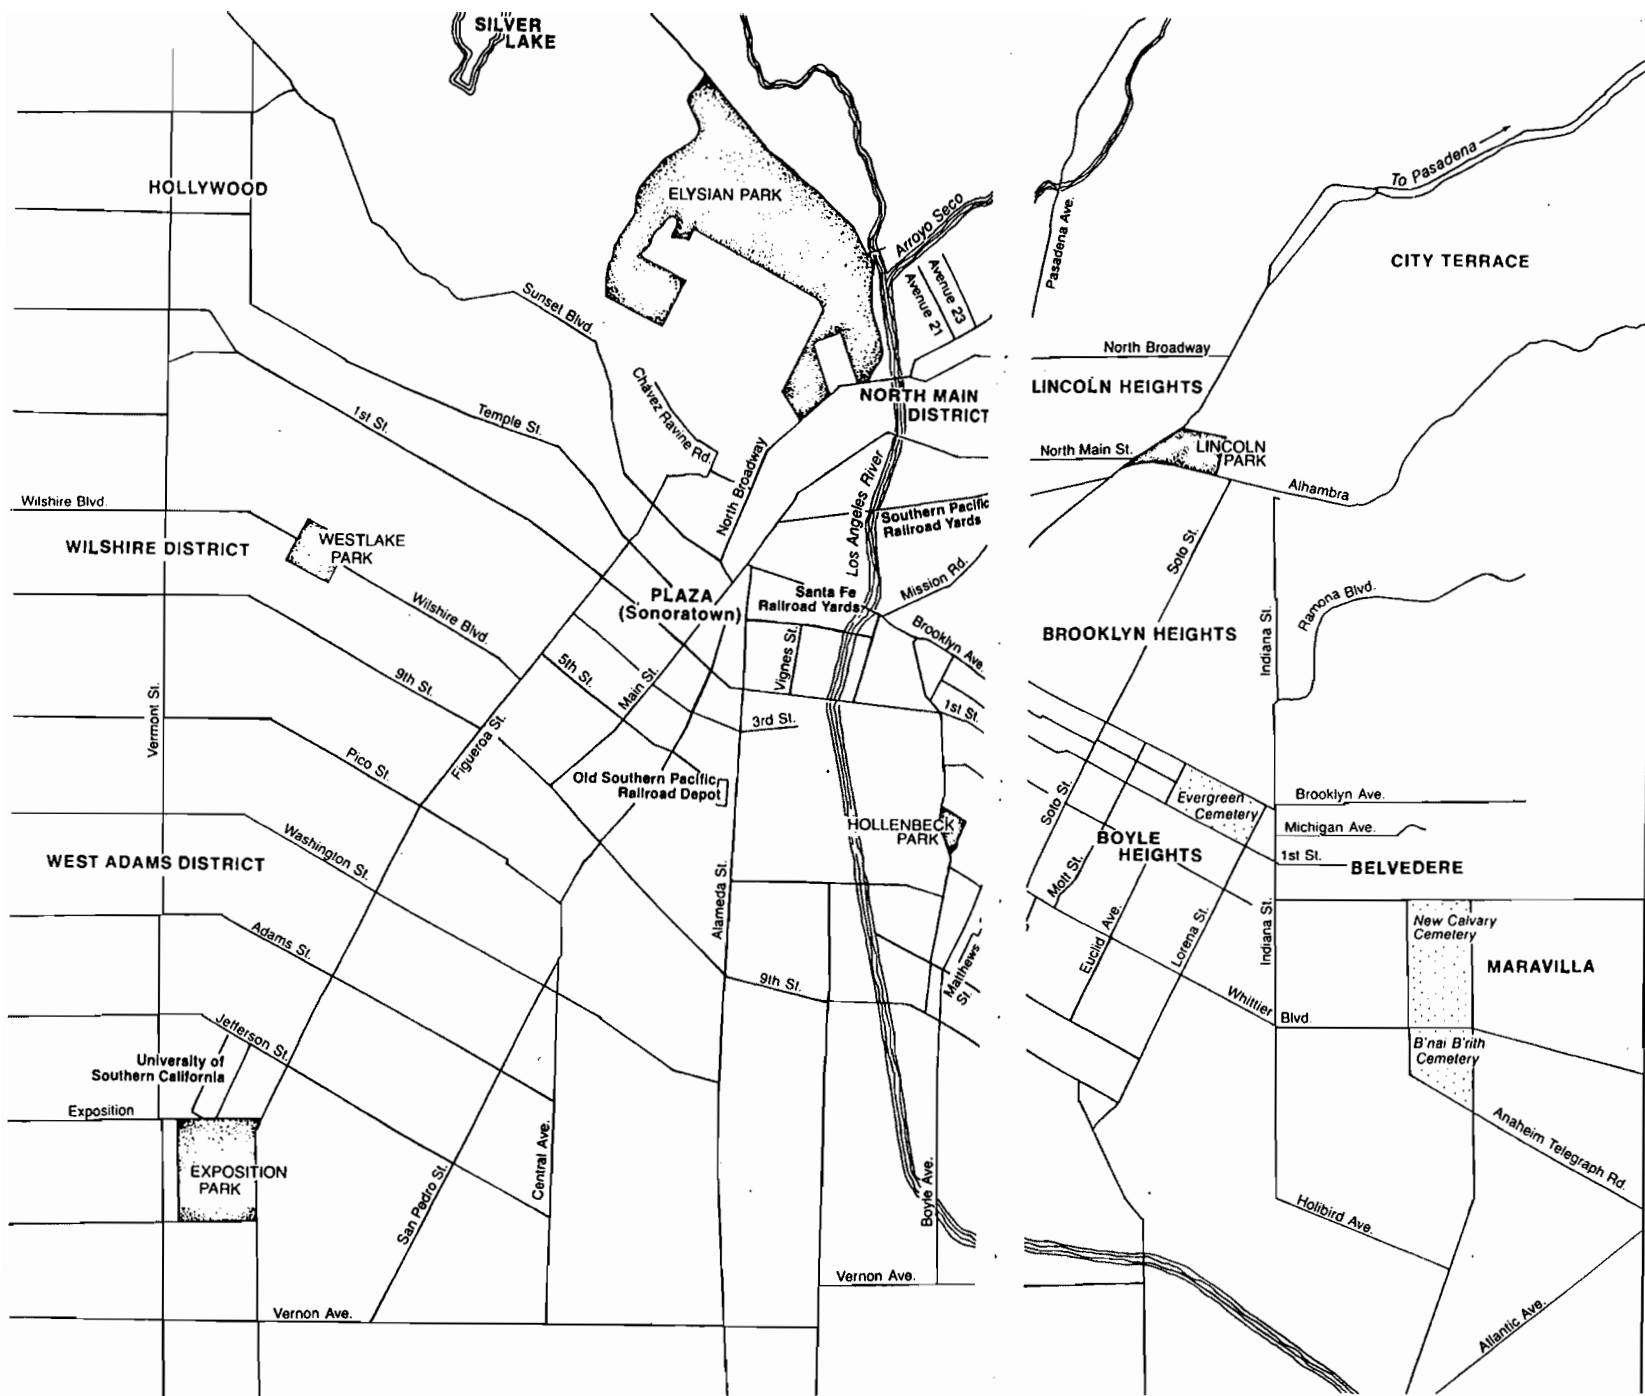 SILVER
LAKE
HOLLYWOOD
ELYSIAN PARK
Arroyo Seco
Avenue 23
Avenue 21
Pasadena Ave.
To Pasadena
CITY TERRACE
Sunset Blvd.
North Broadway
LINCOLN HEIGHTS
Chávez Ravine Rd.
NORTH MAIN
DISTRICT
1st St.
Temple St.
North Broadway
North Main St.
LINCOLN
PARK
Alhambra
Wilshire Blvd.
WILSHIRE DISTRICT
WESTLAKE
PARK
Los Angeles River
Southern Pacific
Railroad Yards
Soto St.
PLAZA
(Sonoratown)
Santa Fe
Railroad Yards
Mission Rd.
Brooklyn Ave.
Ramona Blvd.
Indiana St.
BROOKLYN HEIGHTS
Wilshire Blvd.
5th St.
Main St.
Vignes St.
9th St.
1st St.
3rd St.
Vermont St.
Figueroa St.
Pico St.
Old Southern Pacific
Railroad Depot
HOLLENBECK
PARK
Soto St.
Evergreen
Cemetery
Brooklyn Ave.
Michigan Ave.
1st St.
BOYLE
HEIGHTS
BELVEDERE
WEST ADAMS DISTRICT
Washington St.
Alameda St.
Mott St.
Euclid Ave.
Lorena St.
Indiana St.
New Calvary
Cemetery
MARAVILLA
Adams St.
9th St.
Matthews
St.
Whittier
Blvd.
B'nai B'rith
Cemetery
Jefferson St.
University of
Southern California
Exposition
EXPOSITION
PARK
San Pedro St.
Central Ave.
Boyle Ave.
Anaheim Telegraph Rd.
Holibird Ave.
Vernon Ave.
Vernon Ave.
Atlantic Ave.